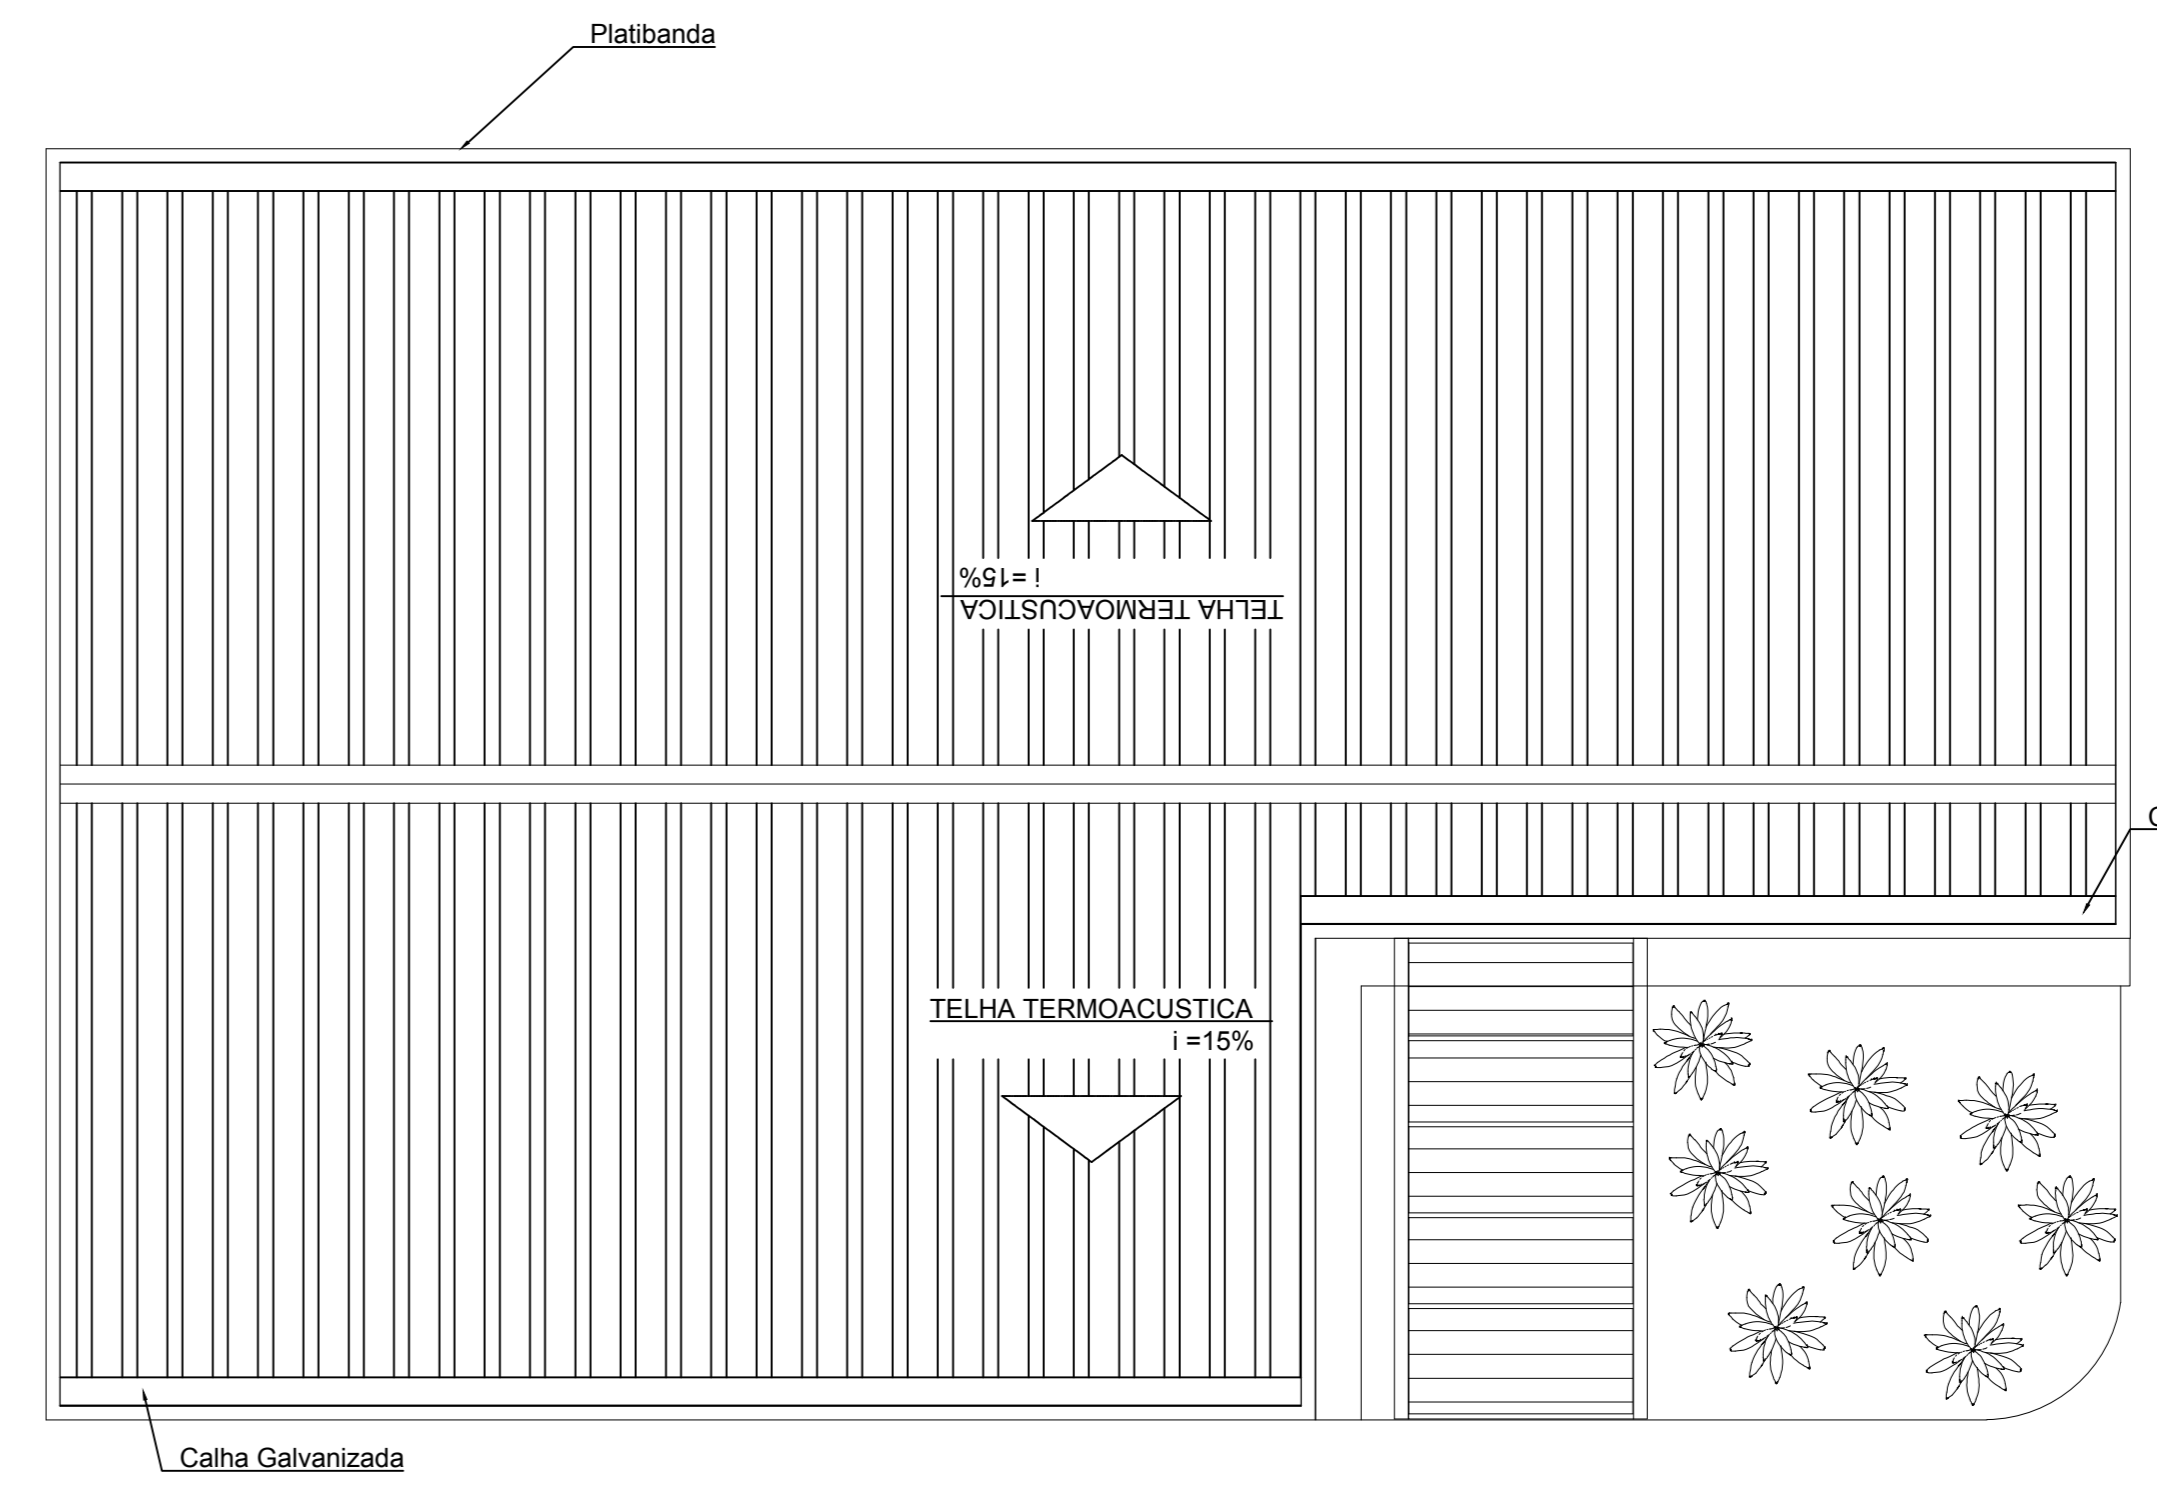 Platibanda
i =15%
TELHA TERMOACUSTICA
TELHA TERMOACUSTICA
i =15%
Calha Galvanizada